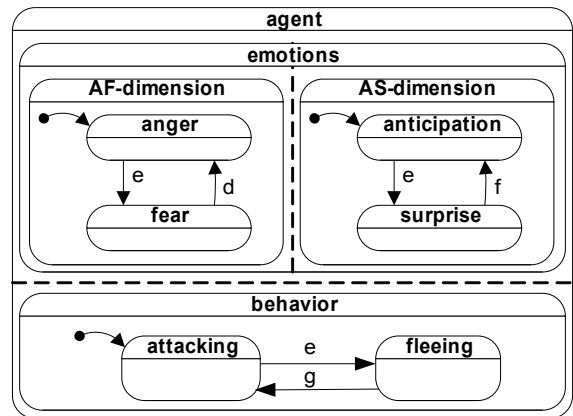 agent
emotions
AF-dimension
anger
e
d
fear
AS-dimension
anticipation
e
f
surprise
behavior
attacking
e
g
fleeing